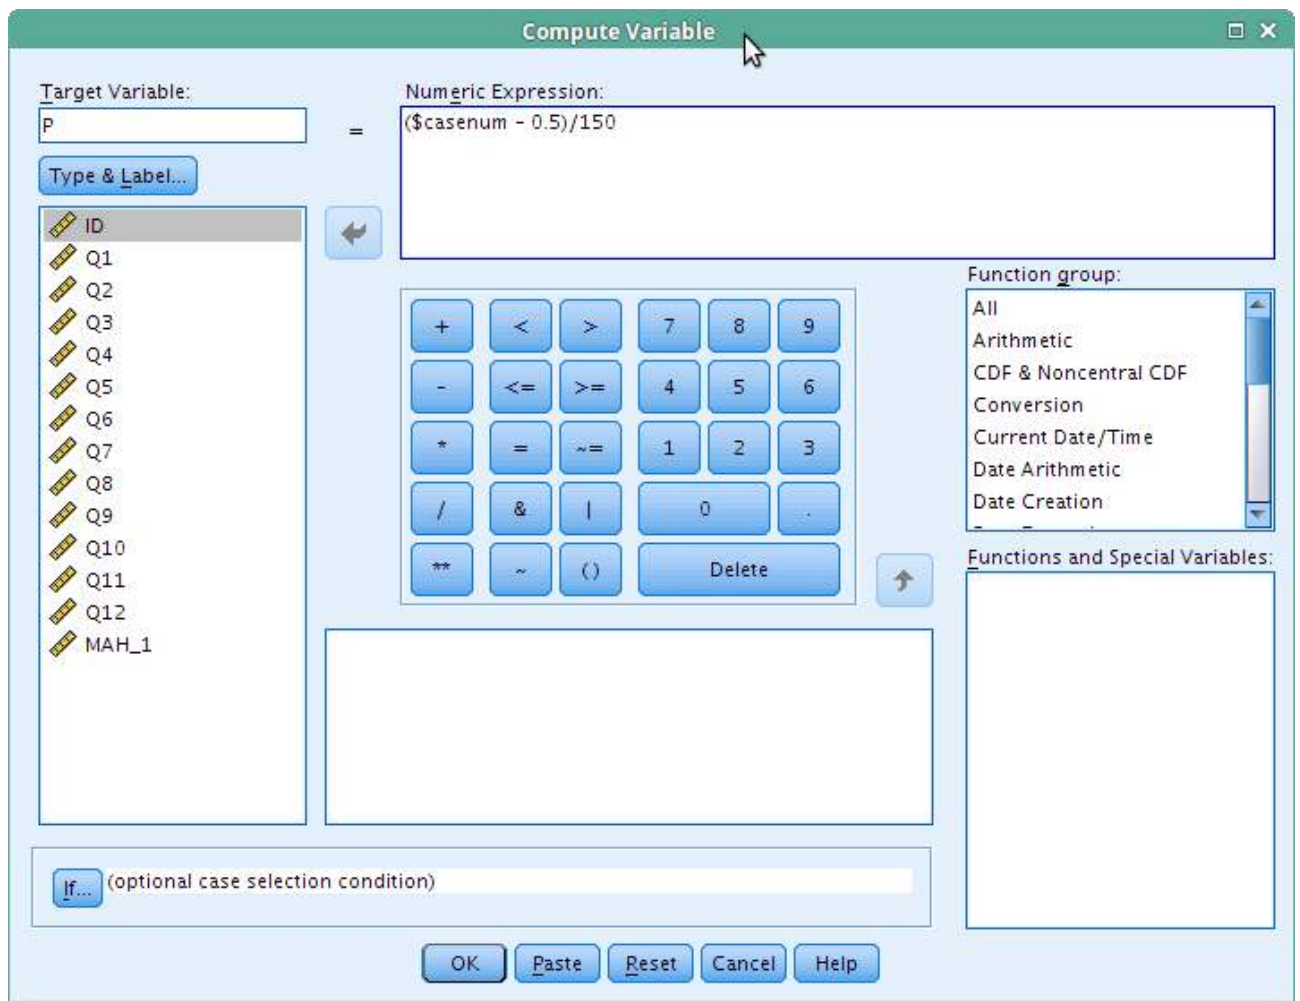 Compute Variable
Target Variable:
P
=
Numeric Expression:
($casenum - 0.5)/150
Type & Label...
ID
Q1
Q2
Q3
Q4
Q5
Q6
Q7
Q8
Q9
Q10
Q11
Q12
MAH_1
+ < > 7 8 9
- <= >= 4 5 6
* = ~= 1 2 3
/ & | 0 .
** ~ () Delete
Function group:
All
Arithmetic
CDF & Noncentral CDF
Conversion
Current Date/Time
Date Arithmetic
Date Creation
Functions and Special Variables:
If... (optional case selection condition)
OK Paste Reset Cancel Help